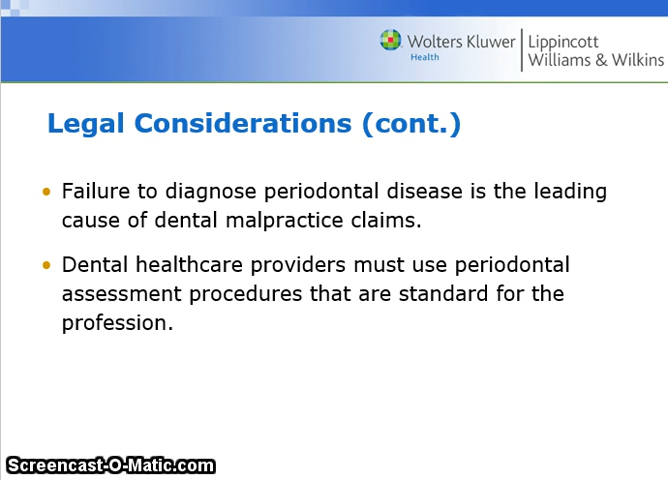 Wolters Kluwer
Health
Lippincott
Williams & Wilkins
Legal Considerations (cont.)
• Failure to diagnose periodontal disease is the leading
cause of dental malpractice claims.
• Dental healthcare providers must use periodontal
assessment procedures that are standard for the
profession.
Screencast-O-Matic.com